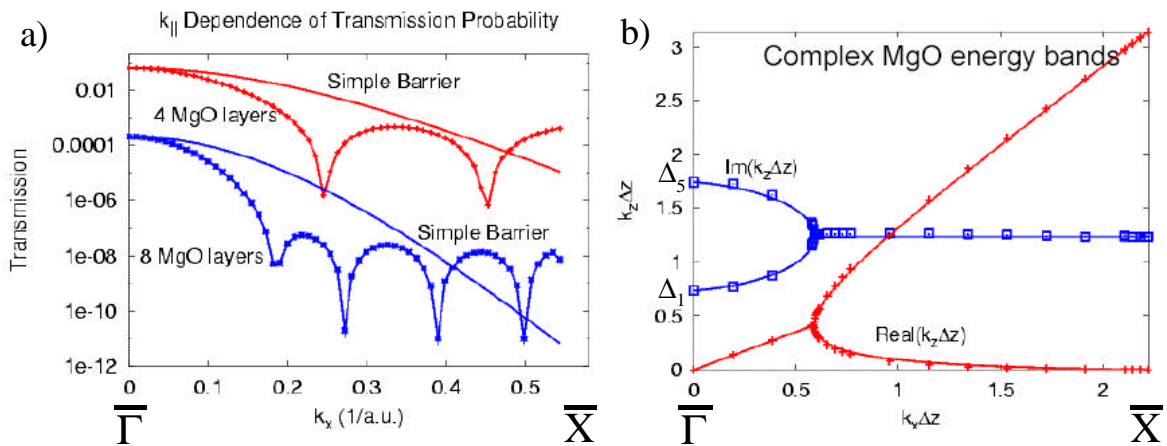 a)
k|| Dependence of Transmission Probability
Transmission
0.01
0.0001
1e-06
1e-08
1e-10
1e-12
Simple Barrier
4 MgO layers
Simple Barrier
8 MgO layers
0 0.1 0.2 0.3 0.4 0.5
Γ̅ kₓ (1/a.u.) X̅
b)
Complex MgO energy bands
k_zΔz
3
2.5
2
1.5
1
0.5
0
Δ₅
Im(k_zΔz)
Δ₁
Real(k_zΔz)
0 0.5 1 1.5 2
Γ̅ kₓΔz X̅